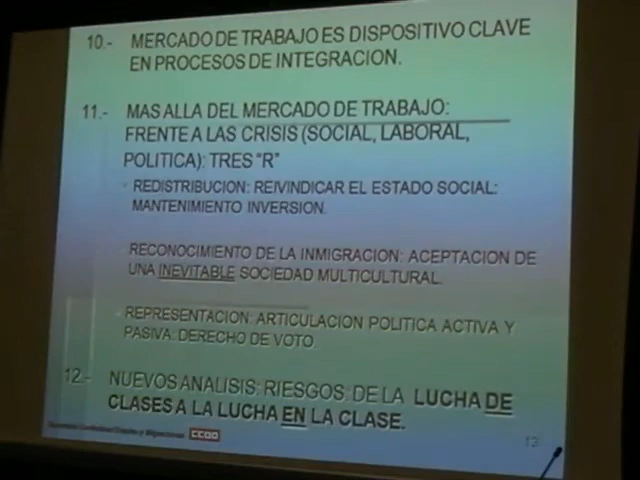 10.- MERCADO DE TRABAJO ES DISPOSITIVO CLAVE
EN PROCESOS DE INTEGRACION.
11.- MAS ALLA DEL MERCADO DE TRABAJO:
FRENTE A LAS CRISIS (SOCIAL, LABORAL,
POLITICA): TRES "R"
REDISTRIBUCION: REIVINDICAR EL ESTADO SOCIAL:
MANTENIMIENTO INVERSION.
RECONOCIMIENTO DE LA INMIGRACION: ACEPTACION DE
UNA INEVITABLE SOCIEDAD MULTICULTURAL.
REPRESENTACION: ARTICULACION POLITICA ACTIVA Y
PASIVA: DERECHO DE VOTO
12.- NUEVOS ANALISIS: RIESGOS; DE LA LUCHA DE
CLASES A LA LUCHA EN LA CLASE.
y Migraciones CCOO
13